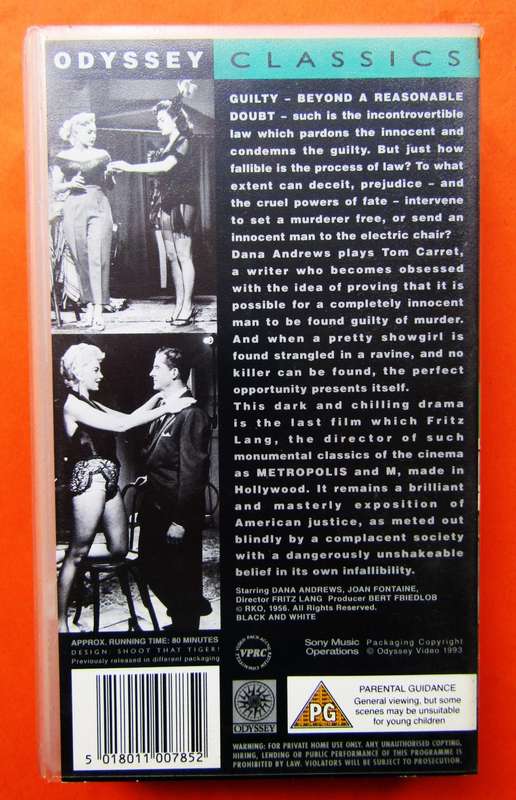 ODYSSEY CLASSICS
GUILTY – BEYOND A REASONABLE
DOUBT – such is the incontrovertible
law which pardons the innocent and
condemns the guilty. But just how
fallible is the process of law? To what
extent can deceit, prejudice – and
the cruel powers of fate – intervene
to set a murderer free, or send an
innocent man to the electric chair?
Dana Andrews plays Tom Carret,
a writer who becomes obsessed
with the idea of proving that it is
possible for a completely innocent
man to be found guilty of murder.
And when a pretty showgirl is
found strangled in a ravine, and no
killer can be found, the perfect
opportunity presents itself.
This dark and chilling drama
is the last film which Fritz
Lang, the director of such
monumental classics of the cinema
as METROPOLIS and M, made in
Hollywood. It remains a brilliant
and masterly exposition of
American justice, as meted out
blindly by a complacent society
with a dangerously unshakeable
belief in its own infallibility.
Starring DANA ANDREWS, JOAN FONTAINE,
Director FRITZ LANG Producer BERT FRIEDLOB
© RKO, 1956. All Rights Reserved.
BLACK AND WHITE
APPROX. RUNNING TIME: 80 MINUTES
DESIGN: SHOOT THAT TIGER!
Previously released in different packaging
VPRC
Sony Music Packaging Copyright
Operations © Odyssey Video 1993
5 018011 007852
PG
PARENTAL GUIDANCE
General viewing, but some
scenes may be unsuitable
for young children
WARNING: FOR PRIVATE HOME USE ONLY. ANY UNAUTHORISED COPYING,
HIRING, LENDING OR PUBLIC PERFORMANCE OF THIS PROGRAMME IS
PROHIBITED BY LAW. VIOLATORS WILL BE SUBJECT TO PROSECUTION.